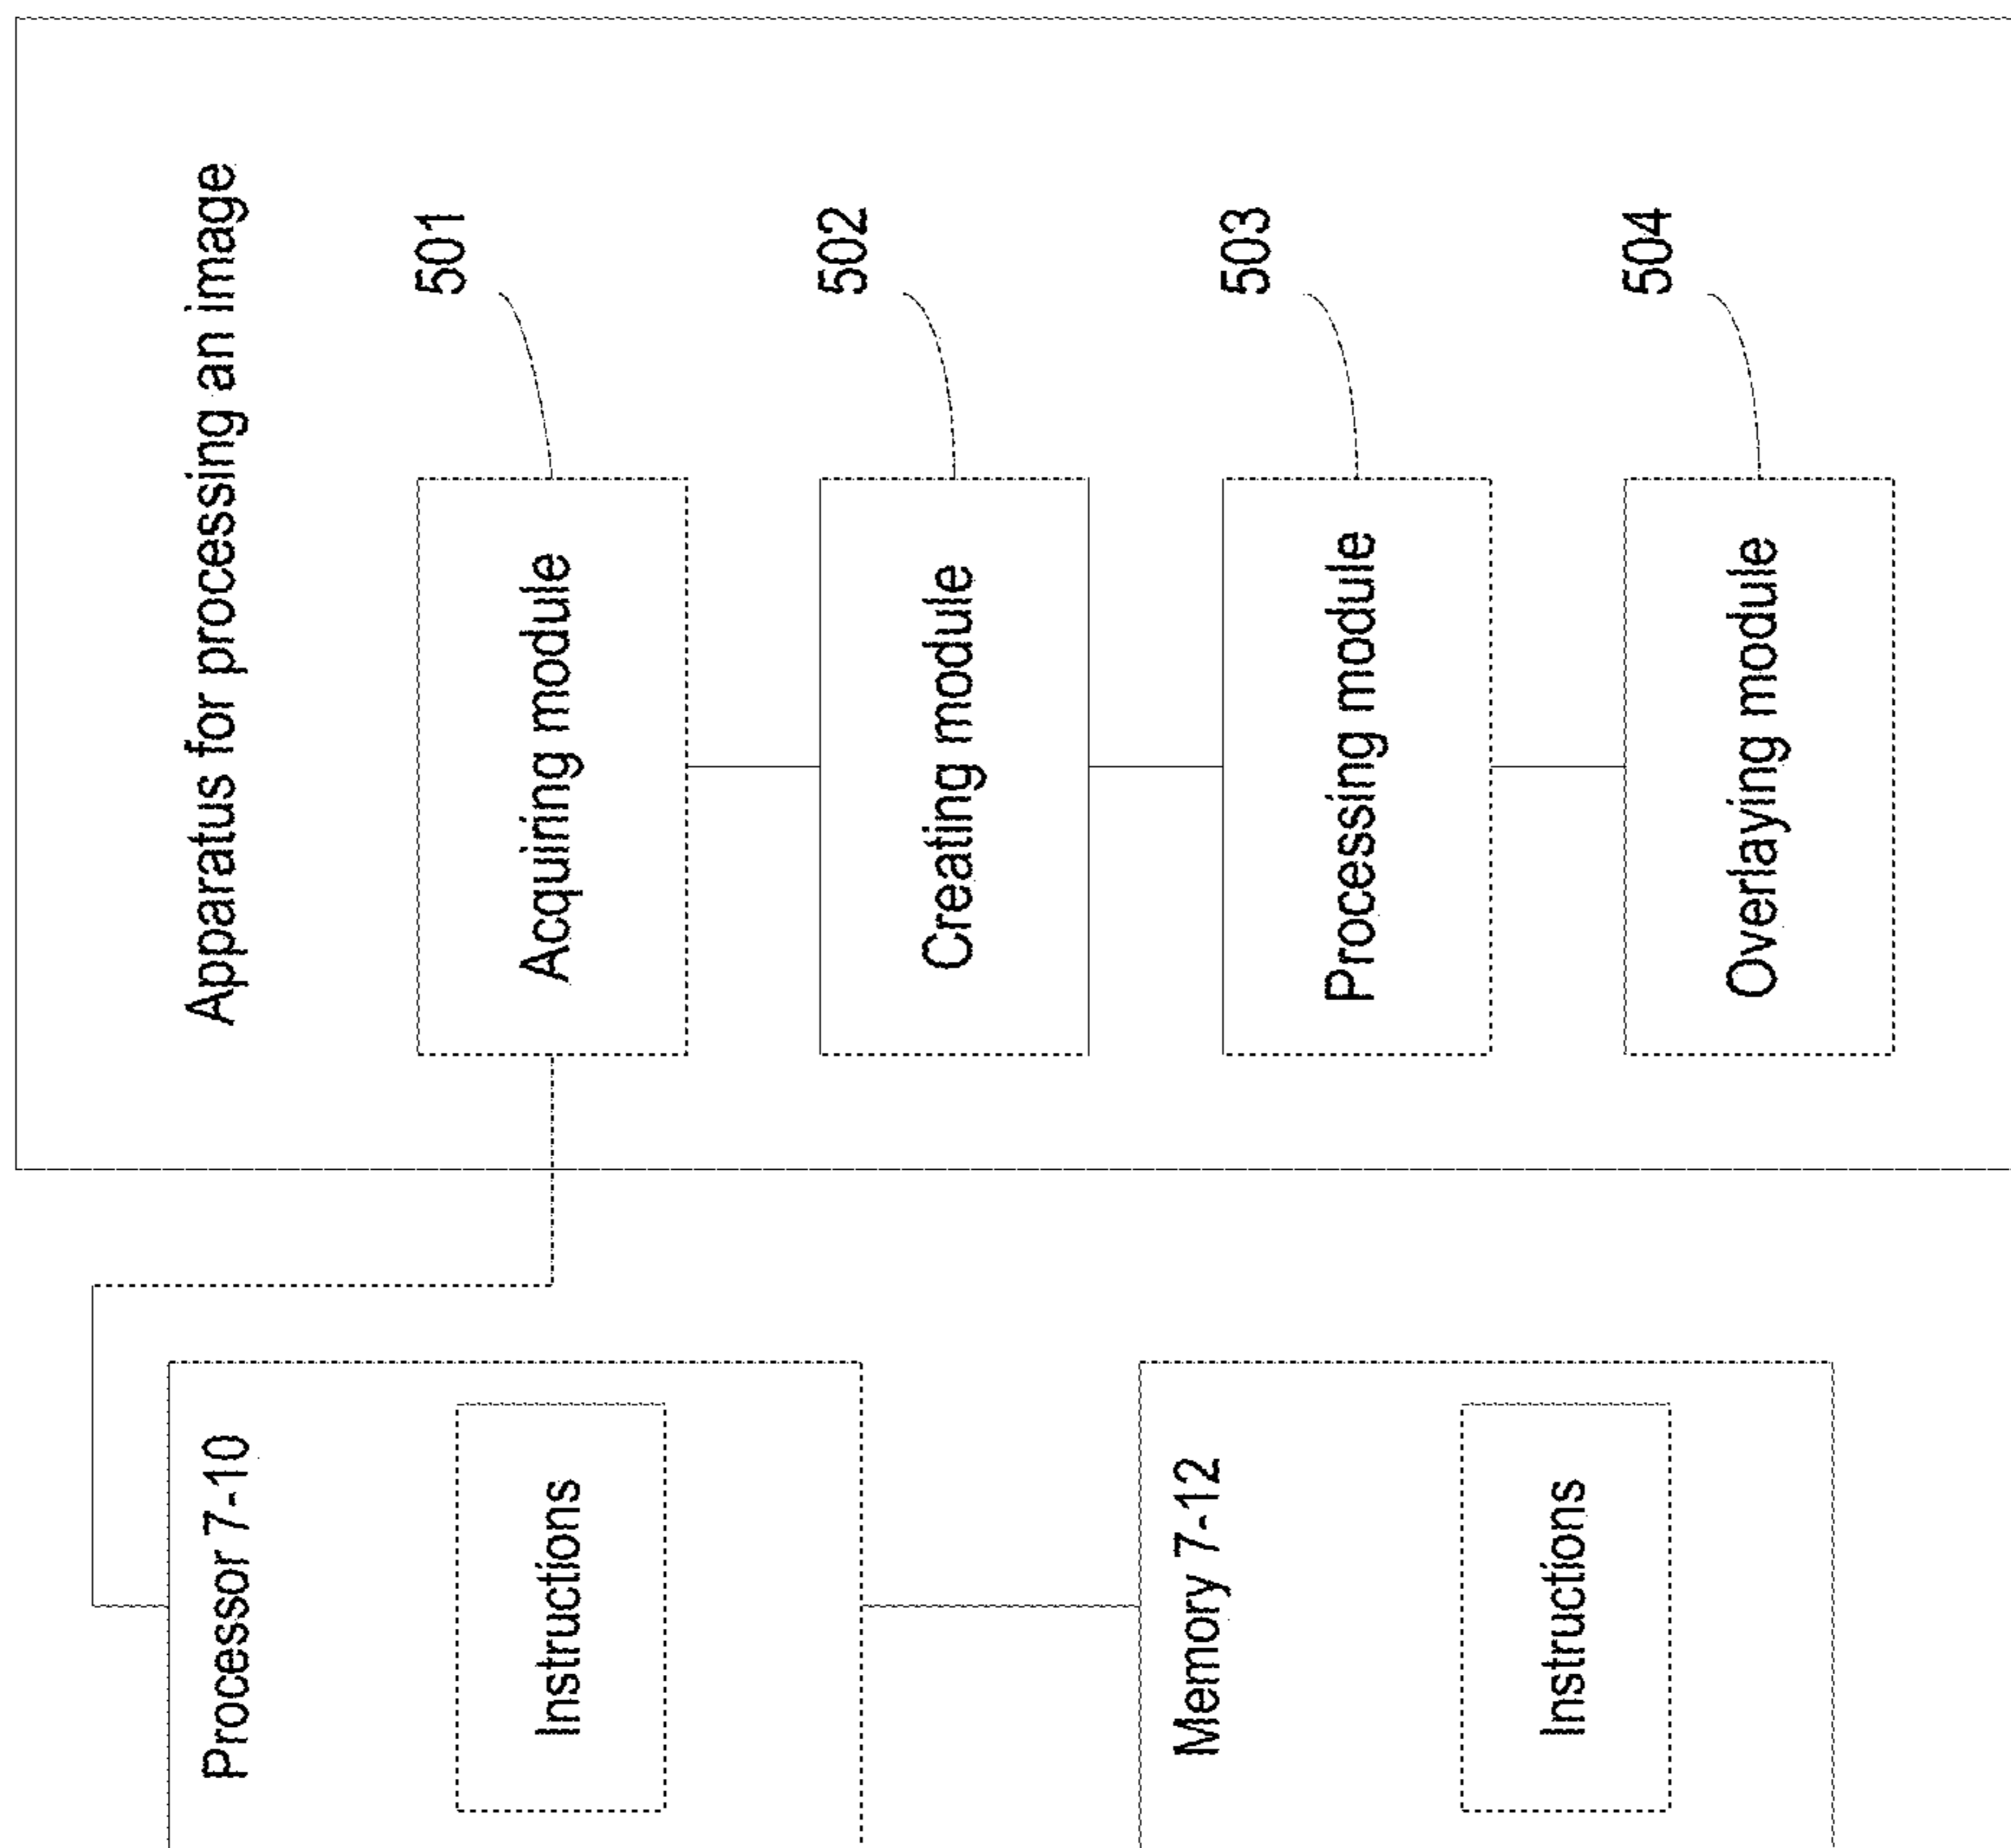 Apparatus for processing an image
501
Acquiring module
502
Creating module
503
Processing module
504
Overlaying module
Processor 7-10
Instructions
Memory 7-12
Instructions